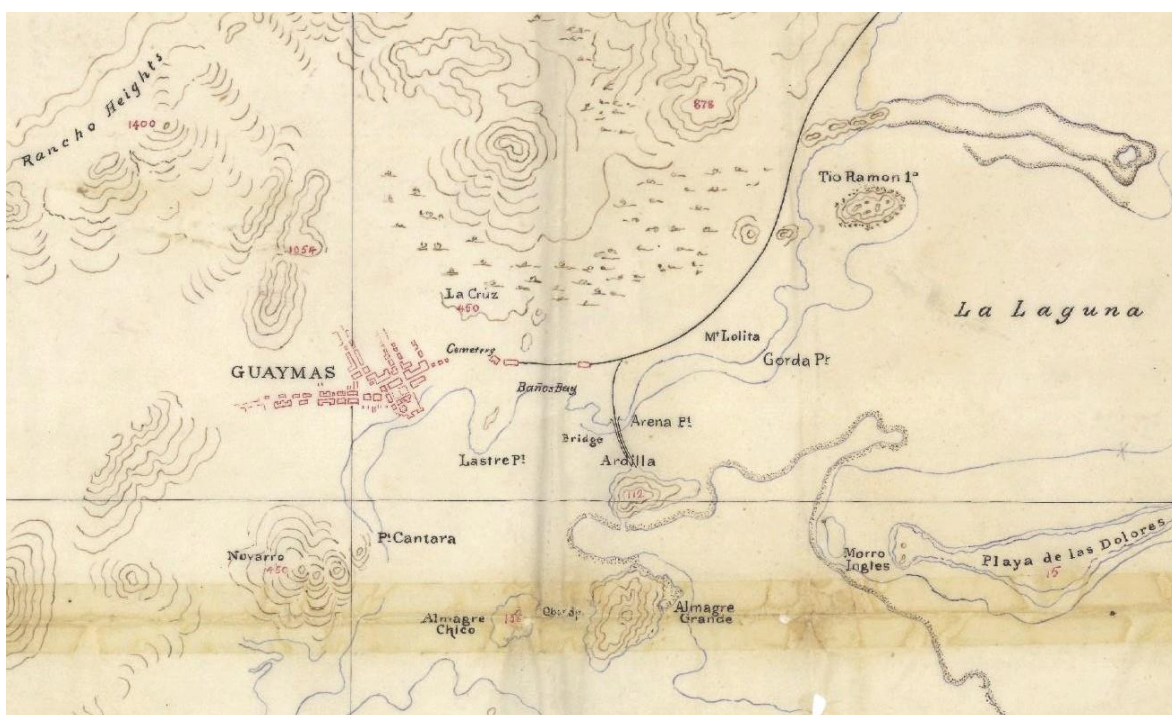 Rancho Heights
1400
878
Tio Ramon Iª
1054
La Crúz
450
La Laguna
Mt Lolita
Cemetery
Gorda Pt
GUAYMAS
Baños Bay
Arena Pt
Bridge
Lastre Pt
Ardilla
112
Pt Cantara
Novarro
450
Morro
Ingles
Playa de las Dolores
15
Almagre
Chico
Almagre
Grande